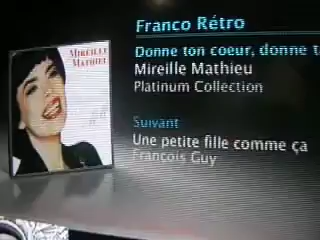 Franco Rétro
MIREILLE
MATHIEU
Donne ton coeur, donne t
Mireille Mathieu
Platinum Collection
Suivant
Une petite fille comme ça
François Guy